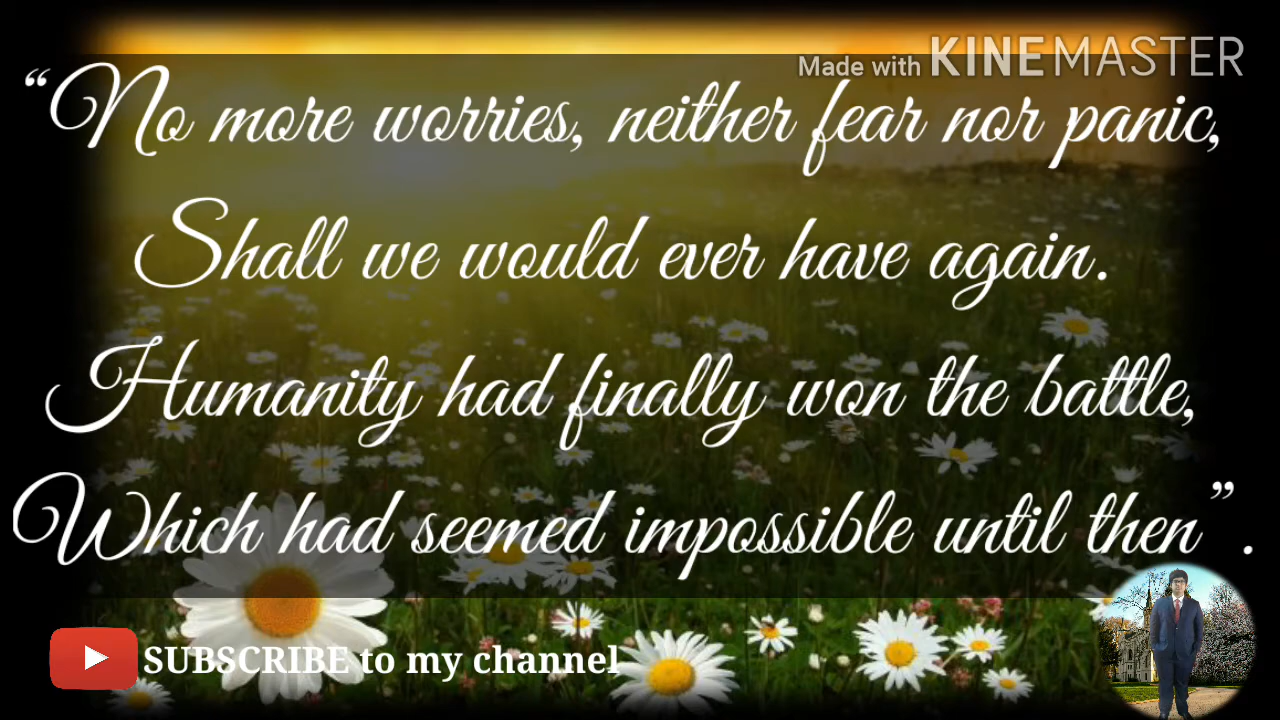 Made with KINEMASTER
“No more worries, neither fear nor panic,
Shall we would ever have again.
Humanity had finally won the battle,
Which had seemed impossible until then”.
SUBSCRIBE to my channel